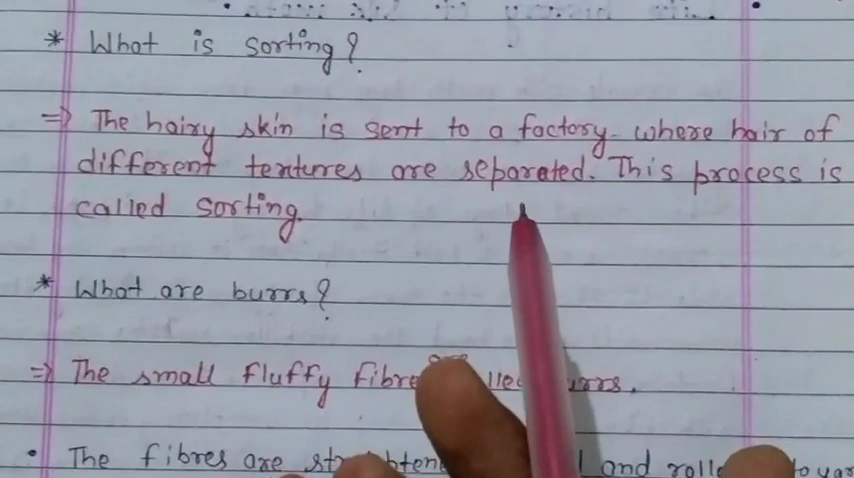 * What is sorting?
⇒ The hairy skin is sent to a factory where hair of
different textures are separated. This process is
called sorting.
* What are burrs?
⇒ The small fluffy fibre
• The fibres are and